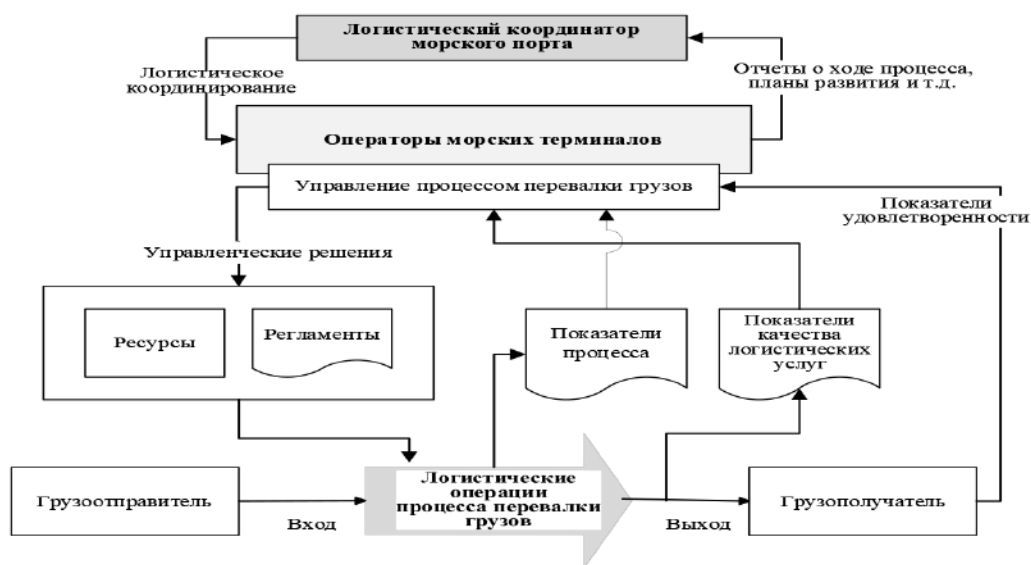 Логистический координатор
морского порта
Логистическое
координирование
Отчеты о ходе процесса,
планы развития и т.д.
Операторы морских терминалов
Управление процессом перевалки грузов
Показатели
удовлетворенности
Управленческие решения
Ресурсы
Регламенты
Показатели
процесса
Показатели
качества
логистических
услуг
Грузоотправитель
Вход
Логистические
операции
процесса перевалки
грузов
Выход
Грузополучатель